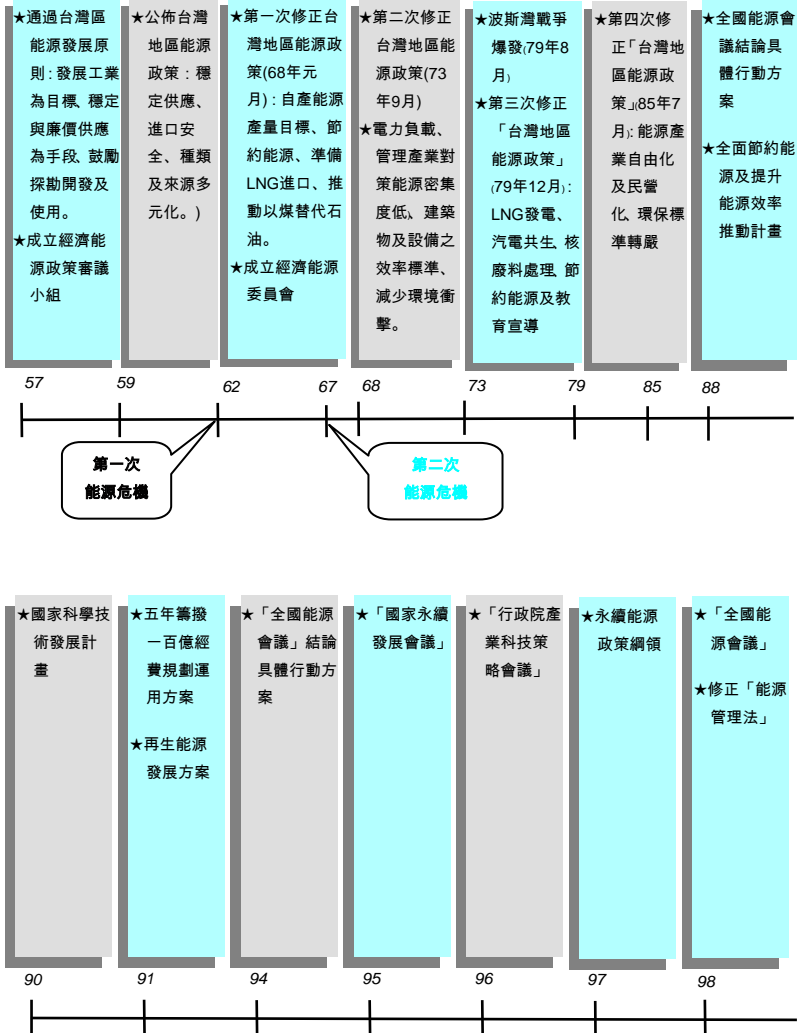 ★通過台灣區
能源發展原
則：發展工業
為目標、穩定
與廉價供應
為手段、鼓勵
探勘開發及
使用。
★成立經濟能
源政策審議
小組
★公佈台灣
地區能源
政策：穩
定供應、
進口安
全、種類
及來源多
元化。)
★第一次修正台
灣地區能源政
策(68年元
月)：自產能源
產量目標、節
約能源、準備
LNG進口、推
動以煤替代石
油。
★成立經濟能源
委員會
★第二次修正
台灣地區能
源政策(73
年9月)
★電力負載、
管理產業對
策能源密集
度低、建築
物及設備之
效率標準、
減少環境衝
擊。
★波斯灣戰爭
爆發(79年8
月)
★第三次修正
「台灣地區
能源政策」
(79年12月)：
LNG發電、
汽電共生、核
廢料處理、節
約能源及教
育宣導
★第四次修
正「台灣地
區能源政
策」(85年7
月)：能源產
業自由化
及民營
化、環保標
準轉嚴
★全國能源會
議結論具
體行動方
案
★全面節約能
源及提升
能源效率
推動計畫
57 59 62 67 68 73 79 85 88
第一次
能源危機
第二次
能源危機
★國家科學技
術發展計
畫
★五年籌撥
一百億經
費規劃運
用方案
★再生能源
發展方案
★「全國能源
會議」結論
具體行動方
案
★「國家永續
發展會議」
★「行政院產
業科技策
略會議」
★永續能源
政策綱領
★「全國能
源會議」
★修正「能源
管理法」
90 91 94 95 96 97 98